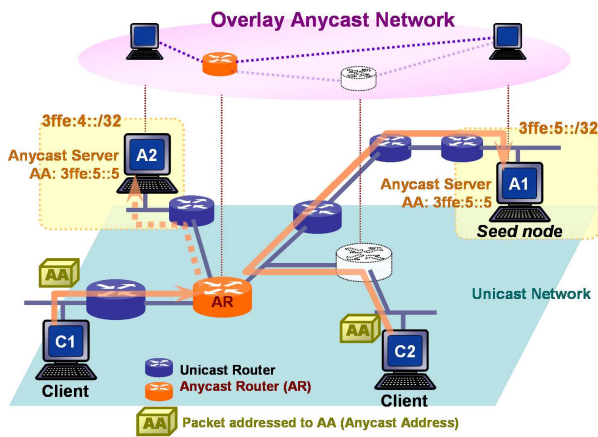 Overlay Anycast Network
3ffe:4::/32
Anycast Server
AA: 3ffe:5::5
A2
3ffe:5::/32
A1
Anycast Server
AA: 3ffe:5::5
Seed node
AA
AR
Unicast Network
AA
C1
Client
C2
Client
Unicast Router
Anycast Router (AR)
AA Packet addressed to AA (Anycast Address)